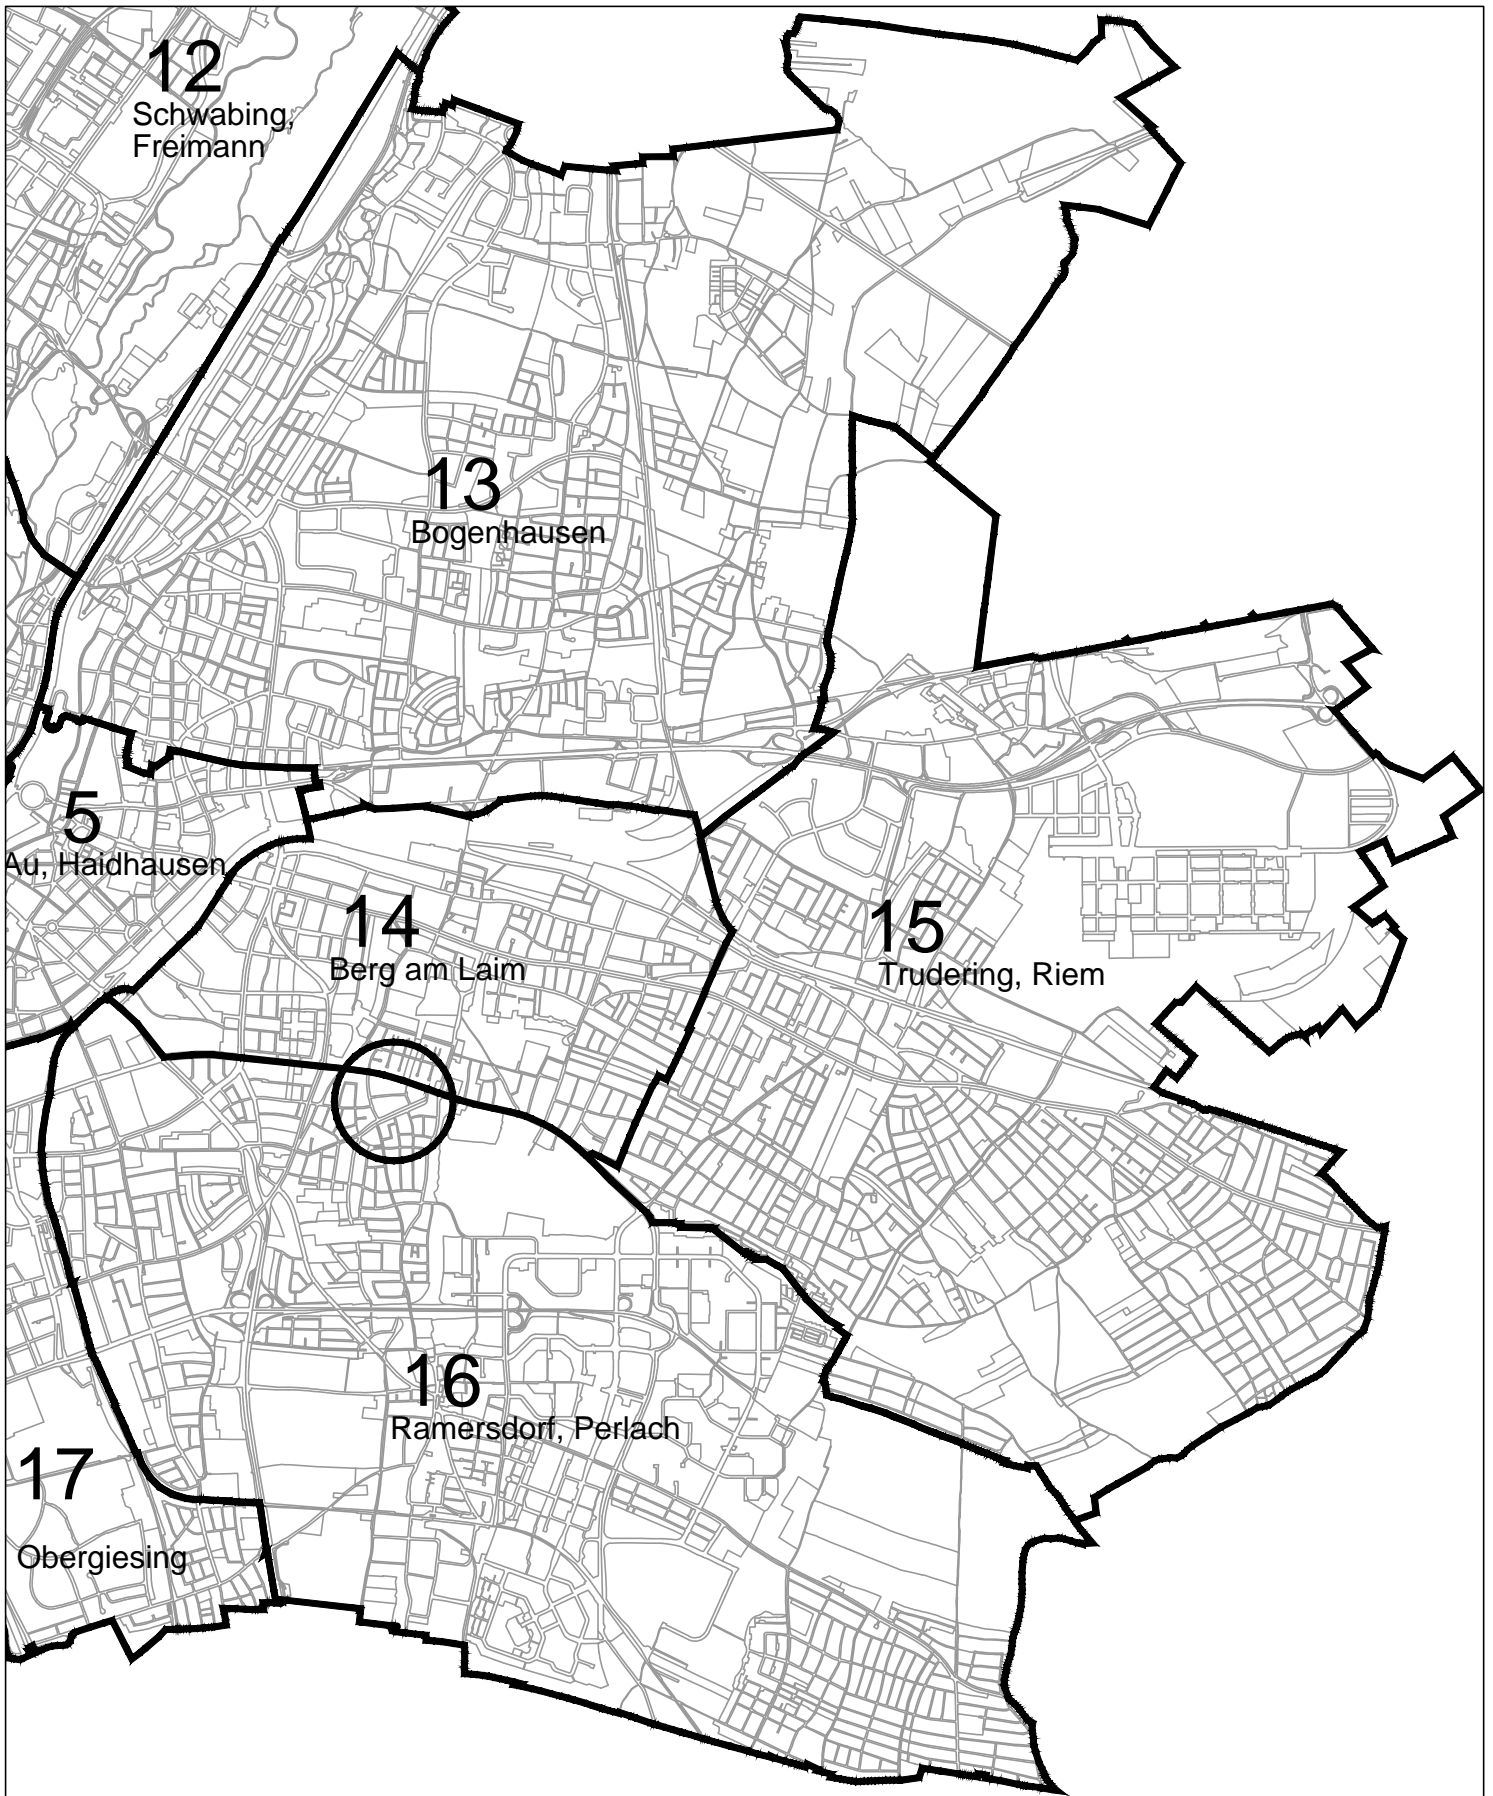 12
Schwabing,
Freimann
13
Bogenhausen
5
Au, Haidhausen
14
Berg am Laim
15
Trudering, Riem
16
Ramersdorf, Perlach
17
Obergiesing